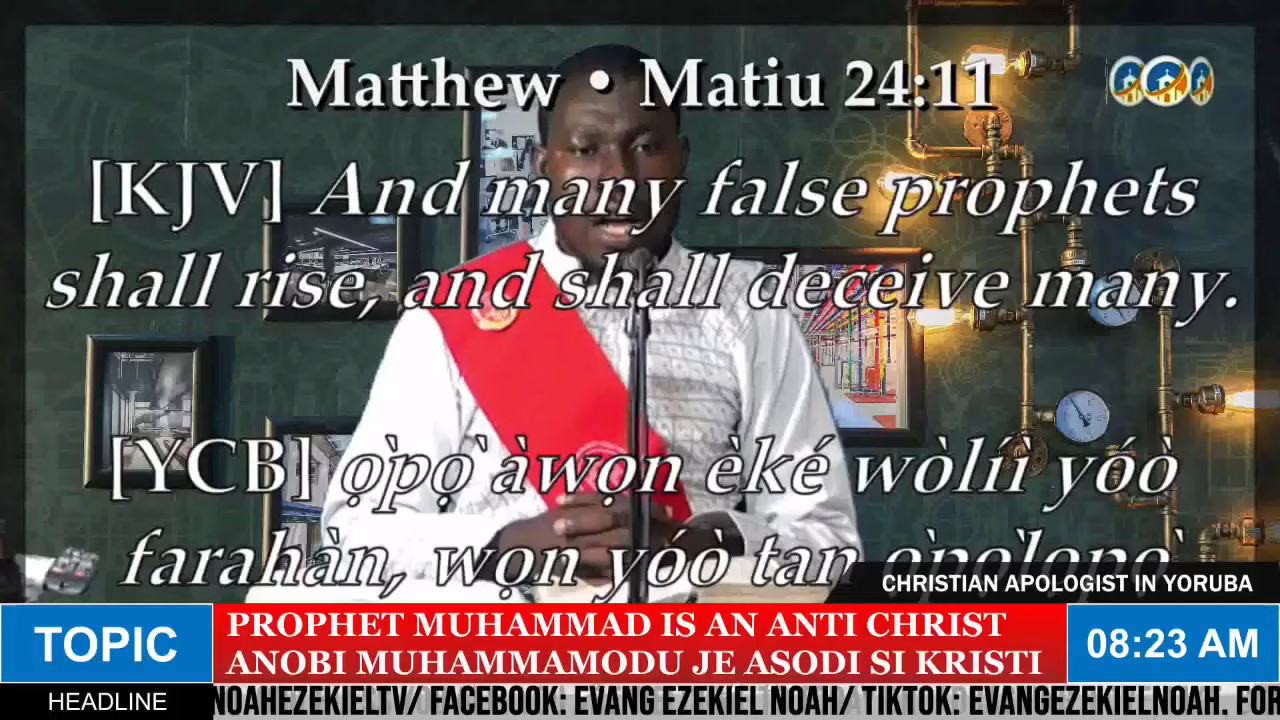 Matthew • Matiu 24:11
[KJV] And many false prophets
shall rise, and shall deceive many.
[YCB] ọ̀pọ̀ àwọn èké wòlíì yóò
farahàn, wọn yóò tan ọ̀pọ̀lọpọ̀
CHRISTIAN APOLOGIST IN YORUBA
TOPIC
PROPHET MUHAMMAD IS AN ANTI CHRIST
ANOBI MUHAMMAMODU JE ASODI SI KRISTI
08:23 AM
HEADLINE
NOAHEZEKIELTV/ FACEBOOK: EVANG EZEKIEL NOAH/ TIKTOK: EVANGEZEKIELNOAH. FOR